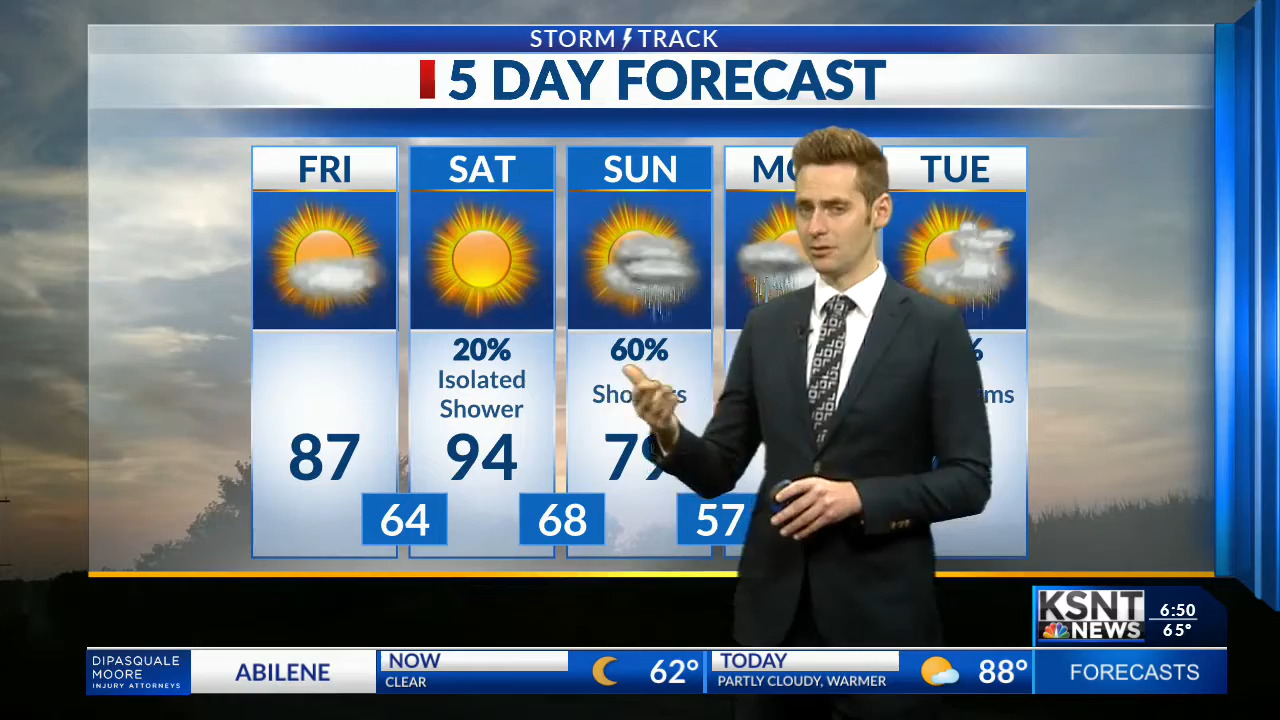 STORM TRACK
5 DAY FORECAST
FRI
SAT
SUN
TUE
20%
60%
Isolated
Shower
87
94
64
68
57
KSNT
NEWS
6:50
65°
DIPASQUALE
MOORE
INJURY ATTORNEYS
ABILENE
NOW
CLEAR
62°
TODAY
PARTLY CLOUDY, WARMER
88°
FORECASTS